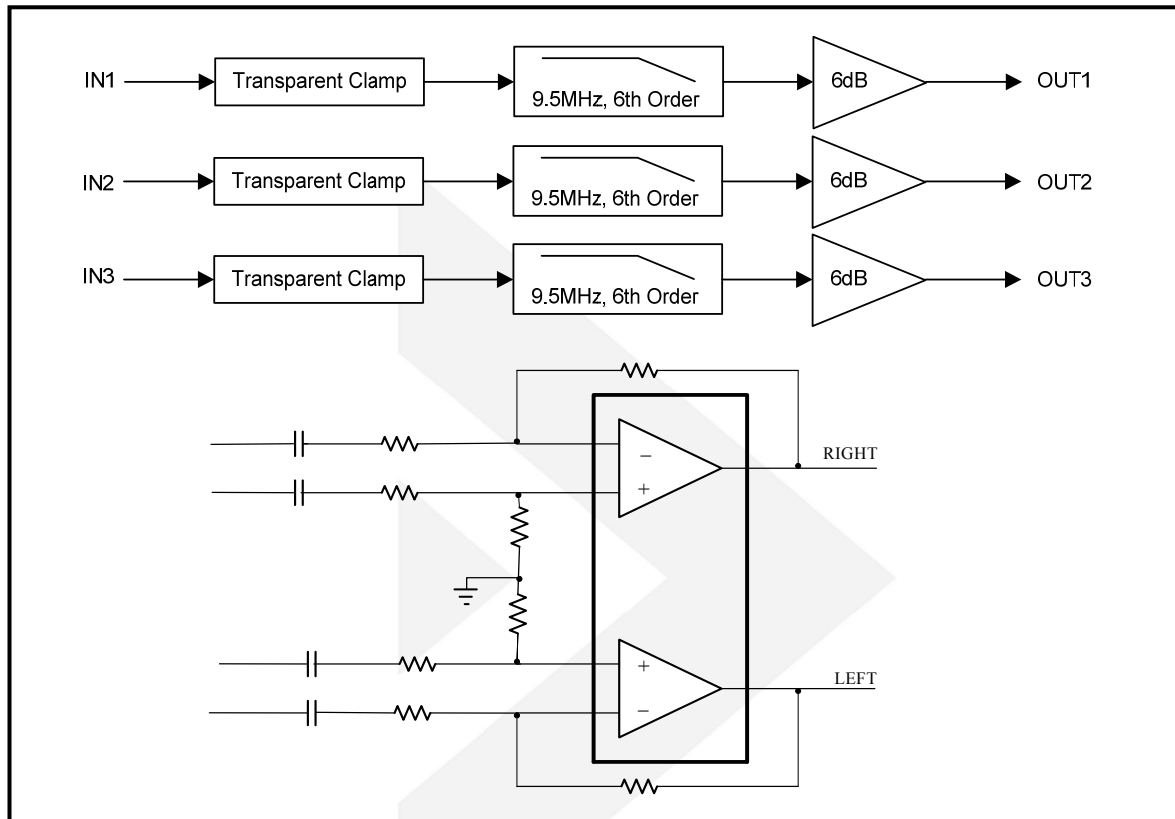 IN1 Transparent Clamp 9.5MHz, 6th Order 6dB OUT1
IN2 Transparent Clamp 9.5MHz, 6th Order 6dB OUT2
IN3 Transparent Clamp 9.5MHz, 6th Order 6dB OUT3
−
RIGHT
+
+
LEFT
−